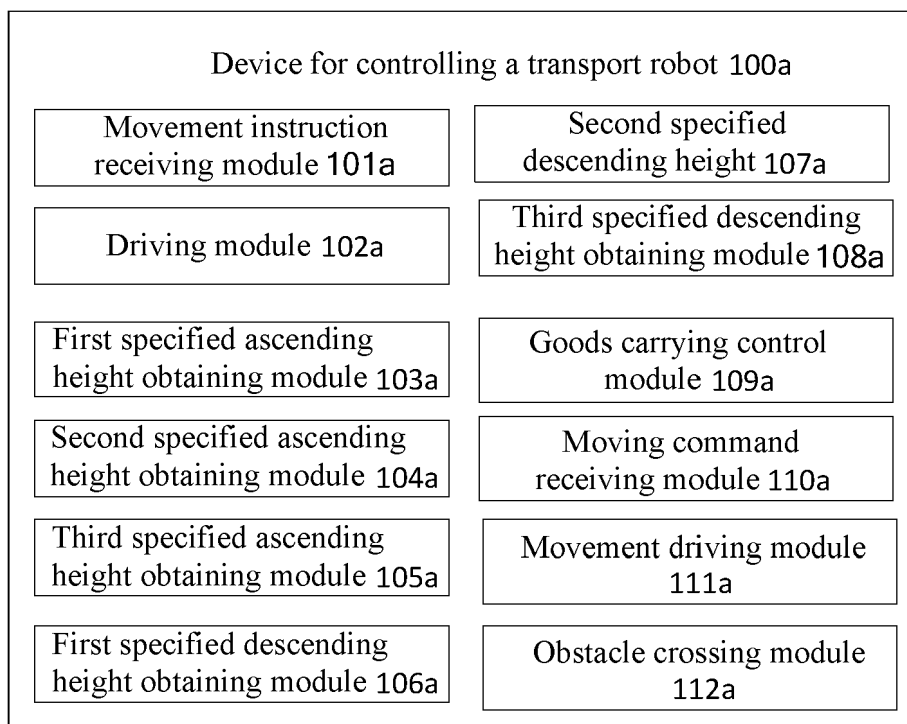 Device for controlling a transport robot 100a
Movement instruction
receiving module 101a
Driving module 102a
First specified ascending
height obtaining module 103a
Second specified ascending
height obtaining module 104a
Third specified ascending
height obtaining module 105a
First specified descending
height obtaining module 106a
Second specified
descending height 107a
Third specified descending
height obtaining module 108a
Goods carrying control
module 109a
Moving command
receiving module 110a
Movement driving module
111a
Obstacle crossing module
112a